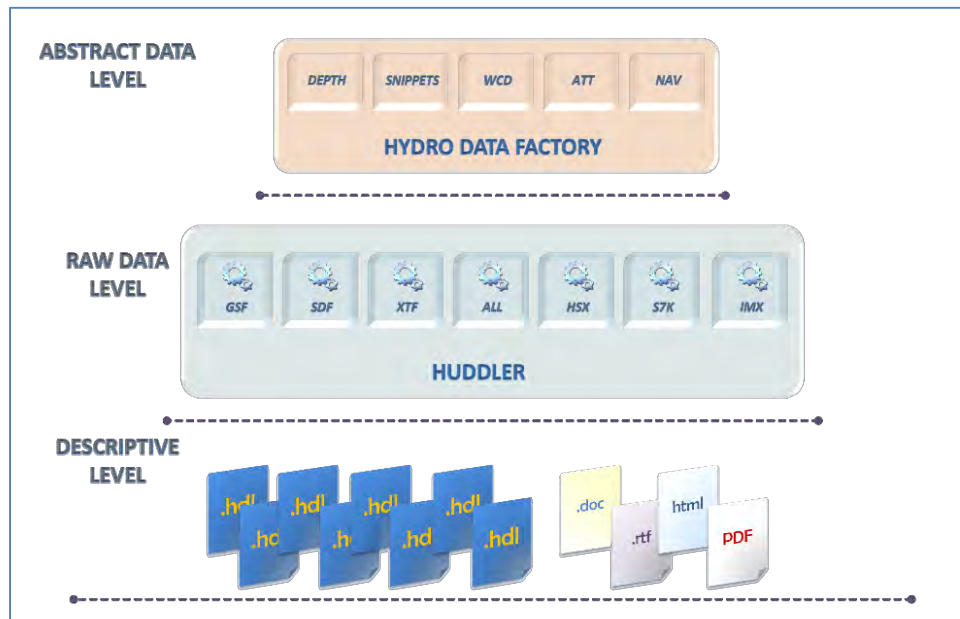 ABSTRACT DATA
LEVEL
DEPTH SNIPPETS WCD ATT NAV
HYDRO DATA FACTORY
RAW DATA
LEVEL
GSF SDF XTF ALL HSX S7K IMX
HUDDLER
DESCRIPTIVE
LEVEL
.hdl .hdl .hdl .hdl .doc html
.hd .h .hd .hdl .rtf PDF